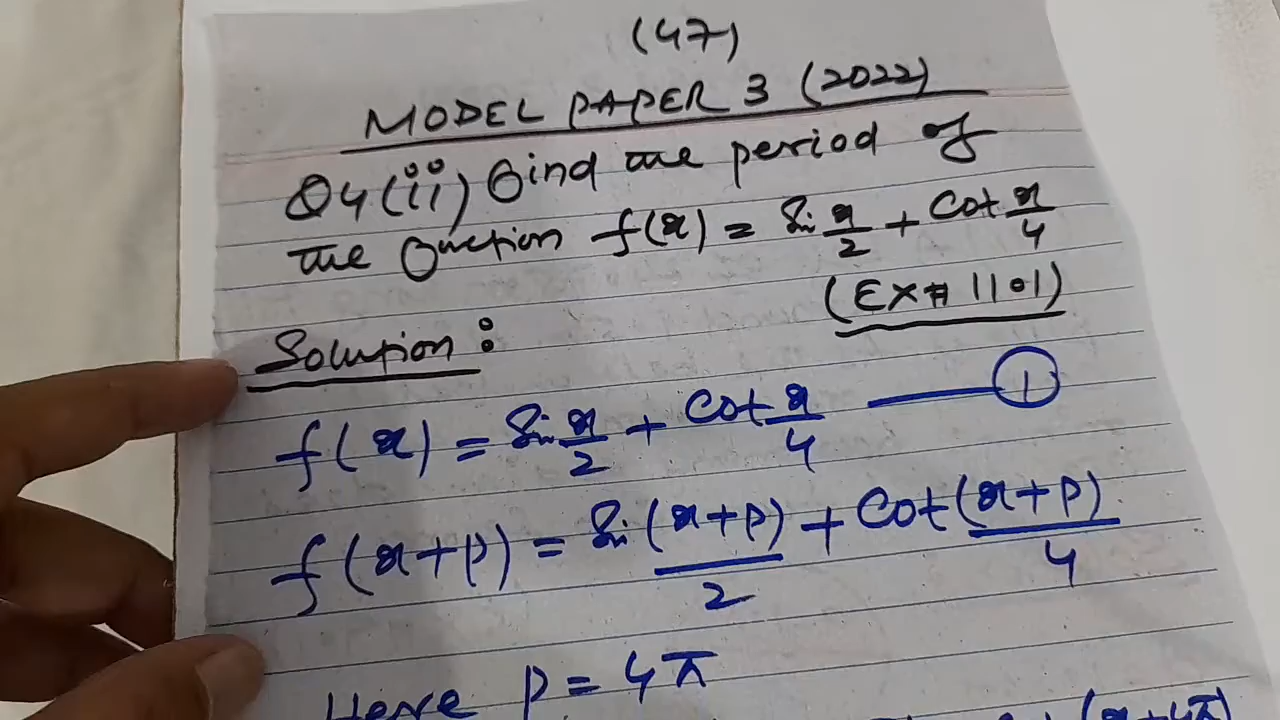 (47)
MODEL PAPER 3 (2022)
Q4(ii) Find the period of
the function f(x) = Sin x/2 + Cot x/4
(EX# 11.1)
Solution:
f(x) = Sin x/2 + Cot x/4 —— 1
f(x+p) = Sin (x+p)/2 + Cot (x+p)/4
Here p = 4π
(x+4π)